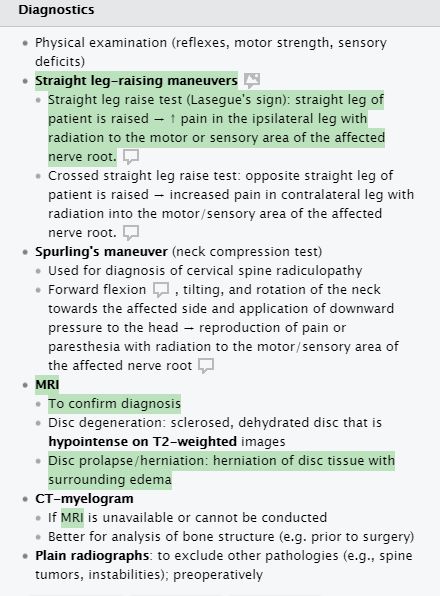 Diagnostics
Physical examination (reflexes, motor strength, sensory
deficits)
Straight leg-raising maneuvers
Straight leg raise test (Lasegue's sign): straight leg of
patient is raised → ↑ pain in the ipsilateral leg with
radiation to the motor or sensory area of the affected
nerve root.
Crossed straight leg raise test: opposite straight leg of
patient is raised → increased pain in contralateral leg with
radiation into the motor/sensory area of the affected
nerve root.
Spurling's maneuver (neck compression test)
Used for diagnosis of cervical spine radiculopathy
Forward flexion , tilting, and rotation of the neck
towards the affected side and application of downward
pressure to the head → reproduction of pain or
paresthesia with radiation to the motor/sensory area of
the affected nerve root
MRI
To confirm diagnosis
Disc degeneration: sclerosed, dehydrated disc that is
hypointense on T2-weighted images
Disc prolapse/herniation: herniation of disc tissue with
surrounding edema
CT-myelogram
If MRI is unavailable or cannot be conducted
Better for analysis of bone structure (e.g. prior to surgery)
Plain radiographs: to exclude other pathologies (e.g., spine
tumors, instabilities); preoperatively